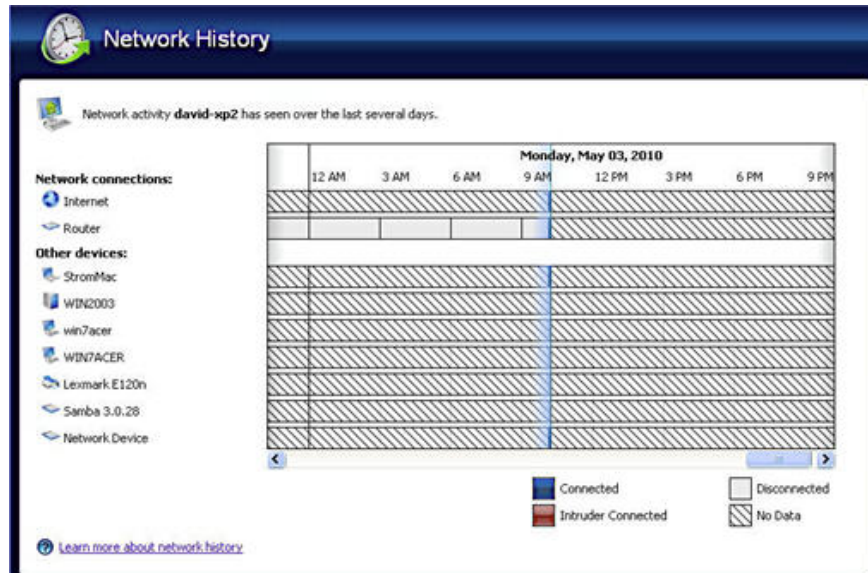 Network History
Network activity david-xp2 has seen over the last several days.
Monday, May 03, 2010
12 AM 3 AM 6 AM 9 AM 12 PM 3 PM 6 PM 9 PM
Network connections:
Internet
Router
Other devices:
StromMac
WIN2003
win7acer
WIN7ACER
Lexmark E120n
Samba 3.0.28
Network Device
Connected Disconnected
Intruder Connected No Data
Learn more about network history